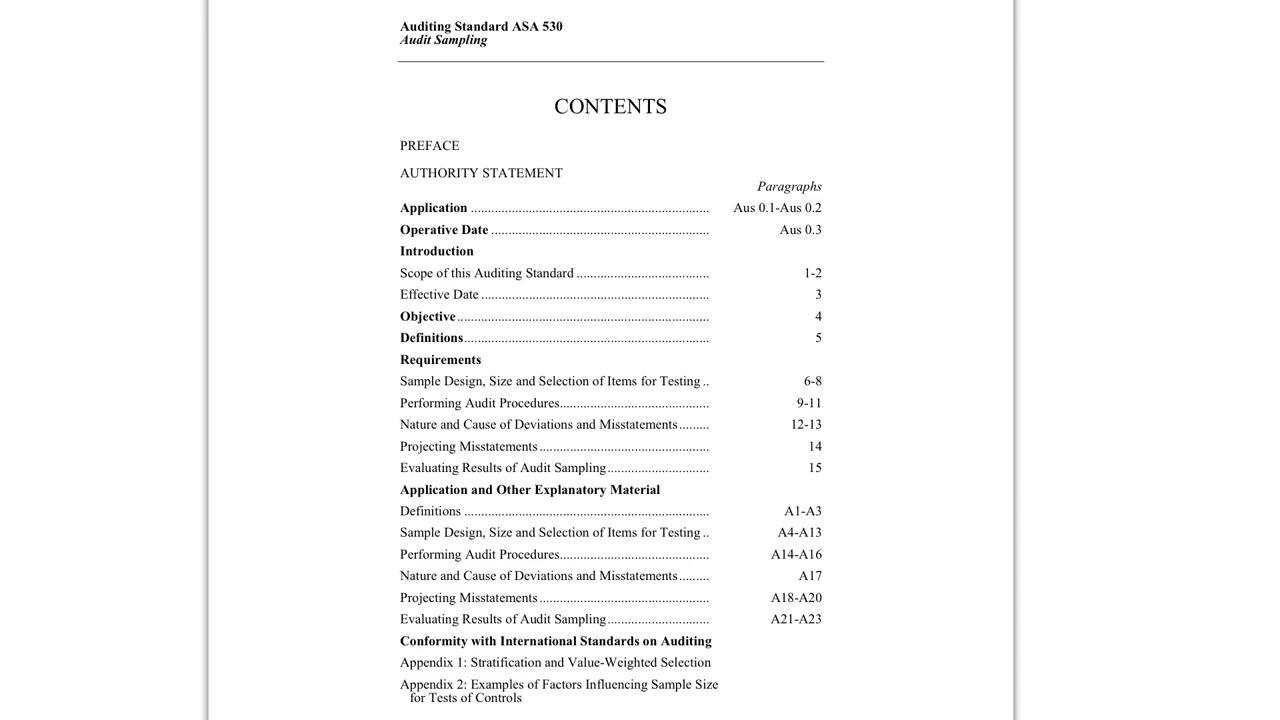 Auditing Standard ASA 530
Audit Sampling
CONTENTS
PREFACE
AUTHORITY STATEMENT
Paragraphs
Application ...................................................................... Aus 0.1-Aus 0.2
Operative Date ................................................................ Aus 0.3
Introduction
Scope of this Auditing Standard ....................................... 1-2
Effective Date ................................................................... 3
Objective .......................................................................... 4
Definitions ........................................................................ 5
Requirements
Sample Design, Size and Selection of Items for Testing .. 6-8
Performing Audit Procedures............................................ 9-11
Nature and Cause of Deviations and Misstatements ......... 12-13
Projecting Misstatements .................................................. 14
Evaluating Results of Audit Sampling .............................. 15
Application and Other Explanatory Material
Definitions ........................................................................ A1-A3
Sample Design, Size and Selection of Items for Testing .. A4-A13
Performing Audit Procedures............................................ A14-A16
Nature and Cause of Deviations and Misstatements ......... A17
Projecting Misstatements .................................................. A18-A20
Evaluating Results of Audit Sampling .............................. A21-A23
Conformity with International Standards on Auditing
Appendix 1: Stratification and Value-Weighted Selection
Appendix 2: Examples of Factors Influencing Sample Size
for Tests of Controls